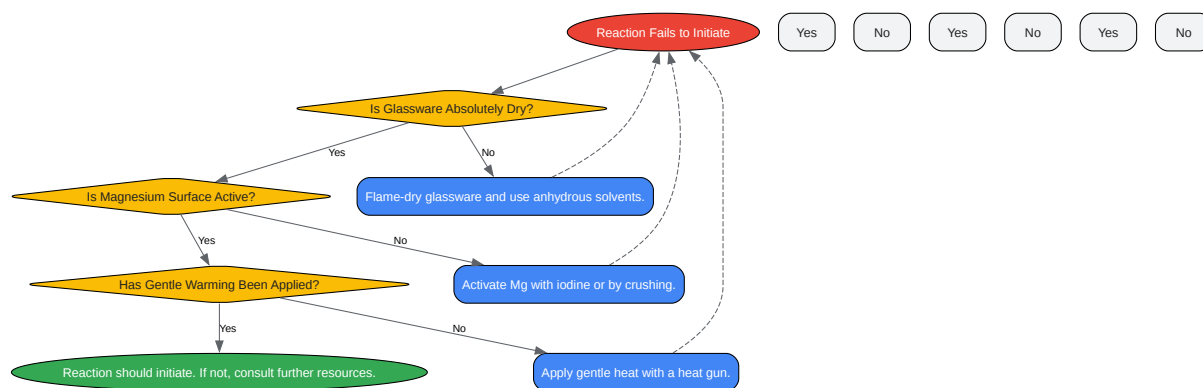 Reaction Fails to Initiate
Yes
No
Yes
No
Yes
No
Is Glassware Absolutely Dry?
Yes
No
Is Magnesium Surface Active?
Flame-dry glassware and use anhydrous solvents.
Yes
No
Has Gentle Warming Been Applied?
Activate Mg with iodine or by crushing.
Yes
No
Reaction should initiate. If not, consult further resources.
Apply gentle heat with a heat gun.